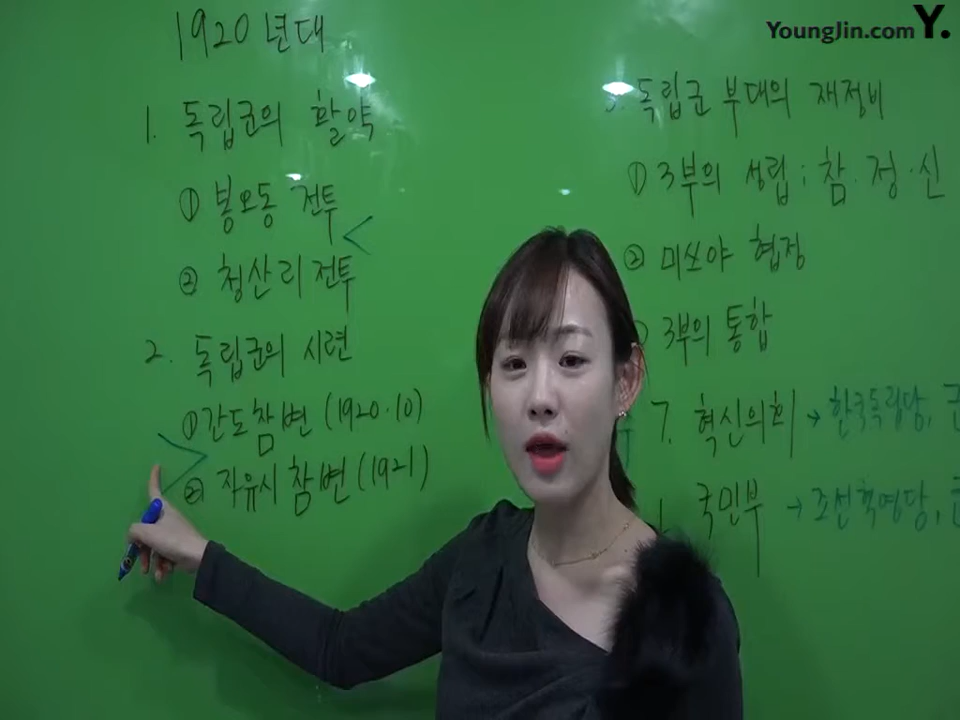 YoungJin.com Y.
1920년대
1. 독립군의 활약
① 봉오동 전투
② 청산리 전투
2. 독립군의 시련
① 간도참변 (1920.10)
② 자유시 참변 (1921)
독립군 부대의 재정비
① 3부의 성립 ; 참.정.신
② 미쓰야 협정
3부의 통합
혁신의회 → 한국독립당,
국민부 → 조선혁명당,